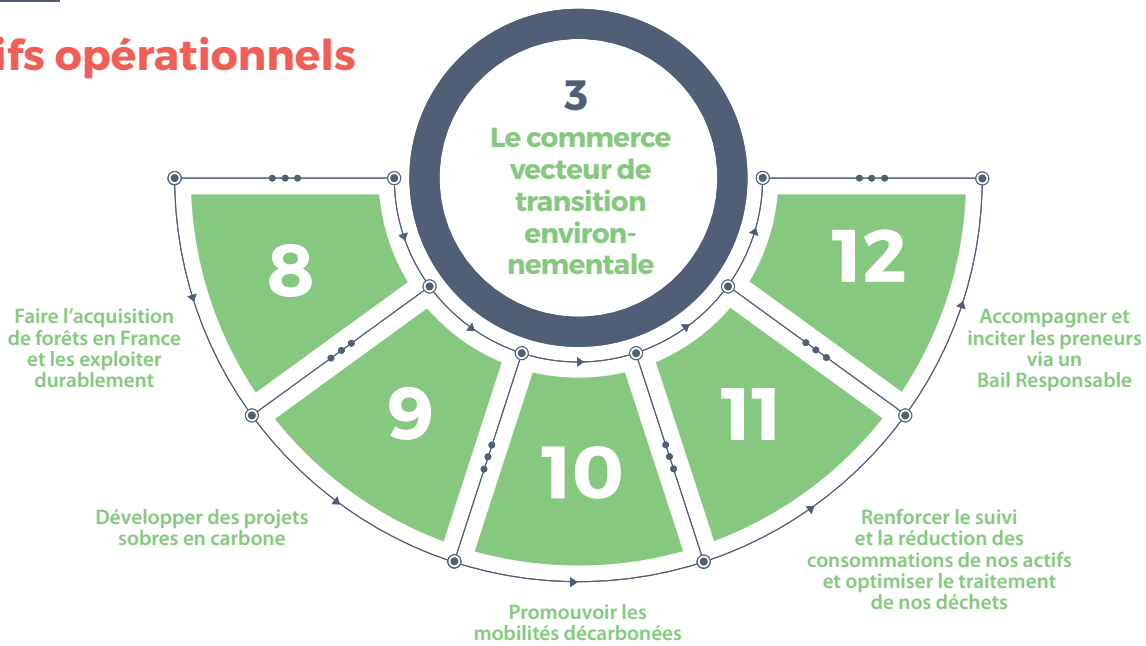 ifs opérationnels
3
Le commerce
vecteur de
transition
environ-
nementale
8
Faire l'acquisition
de forêts en France
et les exploiter
durablement
9
Développer des projets
sobres en carbone
10
Promouvoir les
mobilités décarbonées
11
Renforcer le suivi
et la réduction des
consommations de nos actifs
et optimiser le traitement
de nos déchets
12
Accompagner et
inciter les preneurs
via un
Bail Responsable